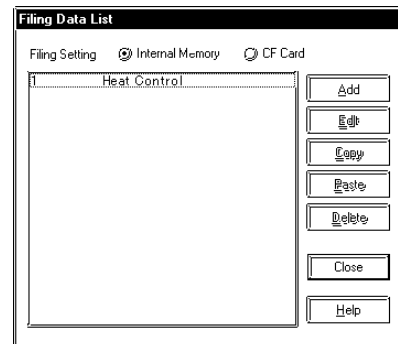 Filing Data List
Filing Setting Internal Memory CF Card
1 Heat Control
Add
Edit
Copy
Paste
Delete
Close
Help